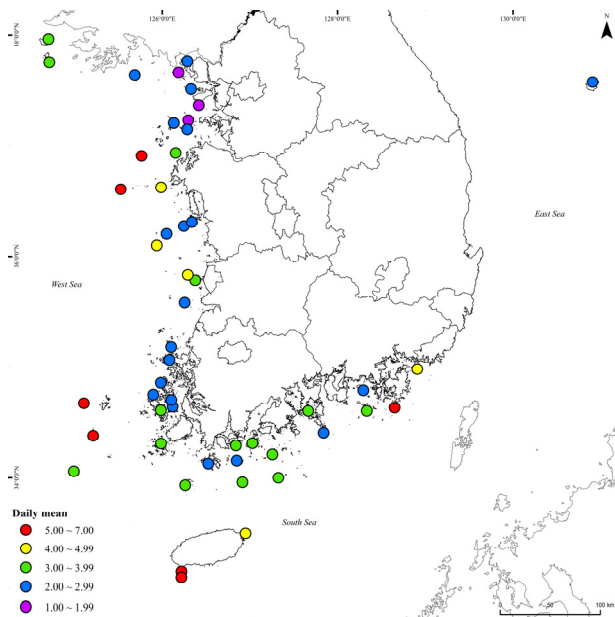 126°0'0"E 128°0'0"E 130°0'0"E
N
38°0'0"N
East Sea
36°0'0"N
West Sea
34°0'0"N
Daily mean
South Sea
5.00 ~ 7.00
4.00 ~ 4.99
3.00 ~ 3.99
2.00 ~ 2.99
1.00 ~ 1.99
0 50 100 km